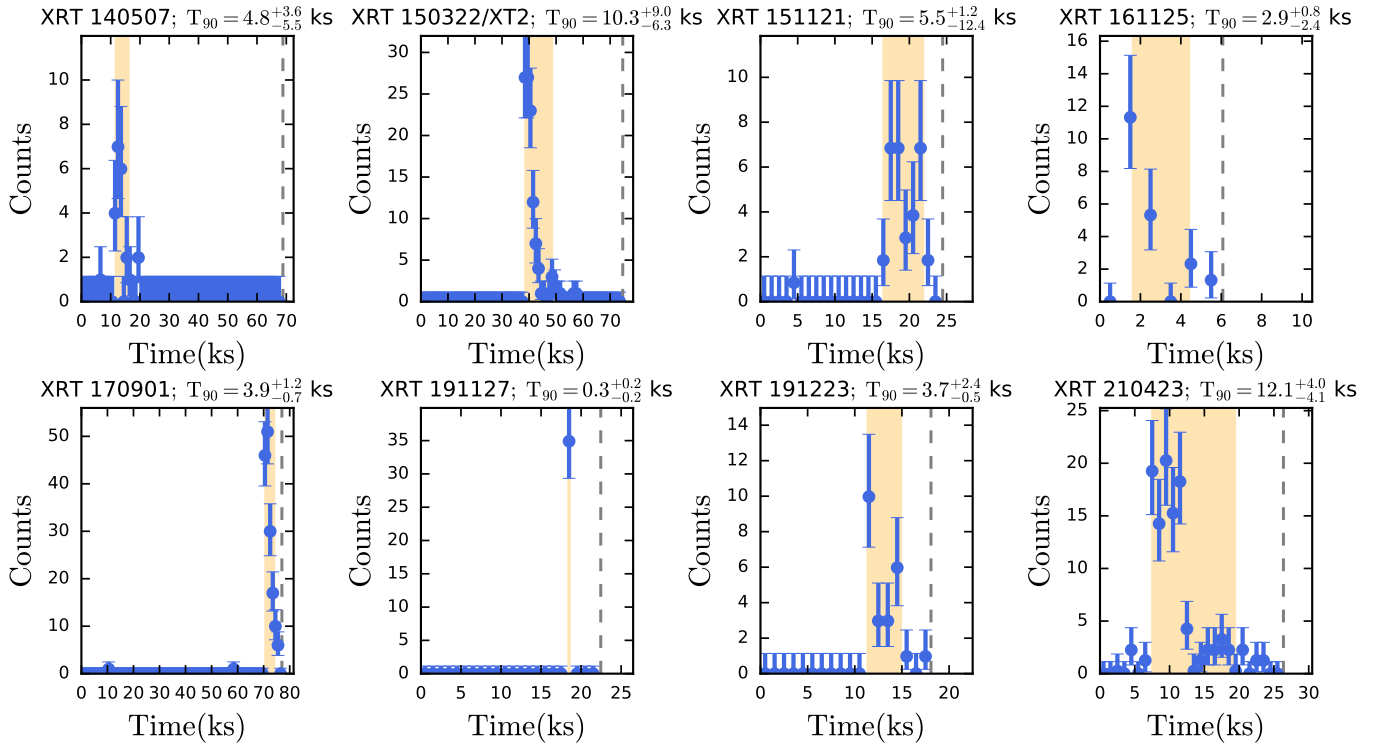 XRT 140507; T₉₀ = 4.8 +3.6 −5.5 ks
12
10
8
6
4
2
0
Counts
0 10 20 30 40 50 60 70
Time(ks)
XRT 150322/XT2; T₉₀ = 10.3 +9.0 −6.3 ks
30
25
20
15
10
5
0
Counts
0 10 20 30 40 50 60 70
Time(ks)
XRT 151121; T₉₀ = 5.5 +1.2 −12.4 ks
10
8
6
4
2
0
Counts
0 5 10 15 20 25
Time(ks)
XRT 161125; T₉₀ = 2.9 +0.8 −2.4 ks
16
14
12
10
8
6
4
2
0
Counts
0 2 4 6 8 10
Time(ks)
XRT 170901; T₉₀ = 3.9 +1.2 −0.7 ks
50
40
30
20
10
0
Counts
0 10 20 30 40 50 60 70 80
Time(ks)
XRT 191127; T₉₀ = 0.3 +0.2 −0.2 ks
35
30
25
20
15
10
5
0
Counts
0 5 10 15 20 25
Time(ks)
XRT 191223; T₉₀ = 3.7 +2.4 −0.5 ks
14
12
10
8
6
4
2
0
Counts
0 5 10 15 20
Time(ks)
XRT 210423; T₉₀ = 12.1 +4.0 −4.1 ks
25
20
15
10
5
0
Counts
0 5 10 15 20 25 30
Time(ks)